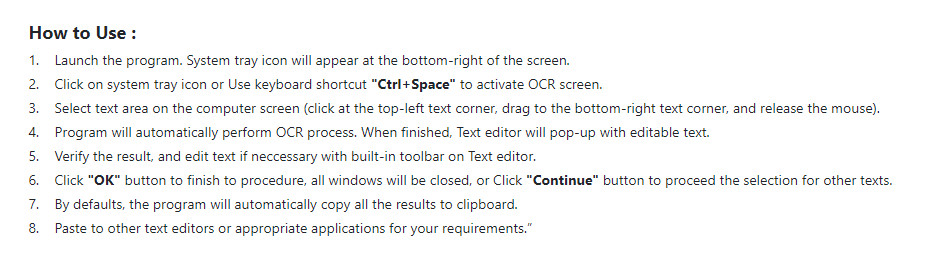 How to Use :
1. Launch the program. System tray icon will appear at the bottom-right of the screen.
2. Click on system tray icon or Use keyboard shortcut "Ctrl+Space" to activate OCR screen.
3. Select text area on the computer screen (click at the top-left text corner, drag to the bottom-right text corner, and release the mouse).
4. Program will automatically perform OCR process. When finished, Text editor will pop-up with editable text.
5. Verify the result, and edit text if neccessary with built-in toolbar on Text editor.
6. Click "OK" button to finish to procedure, all windows will be closed, or Click "Continue" button to proceed the selection for other texts.
7. By defaults, the program will automatically copy all the results to clipboard.
8. Paste to other text editors or appropriate applications for your requirements.”